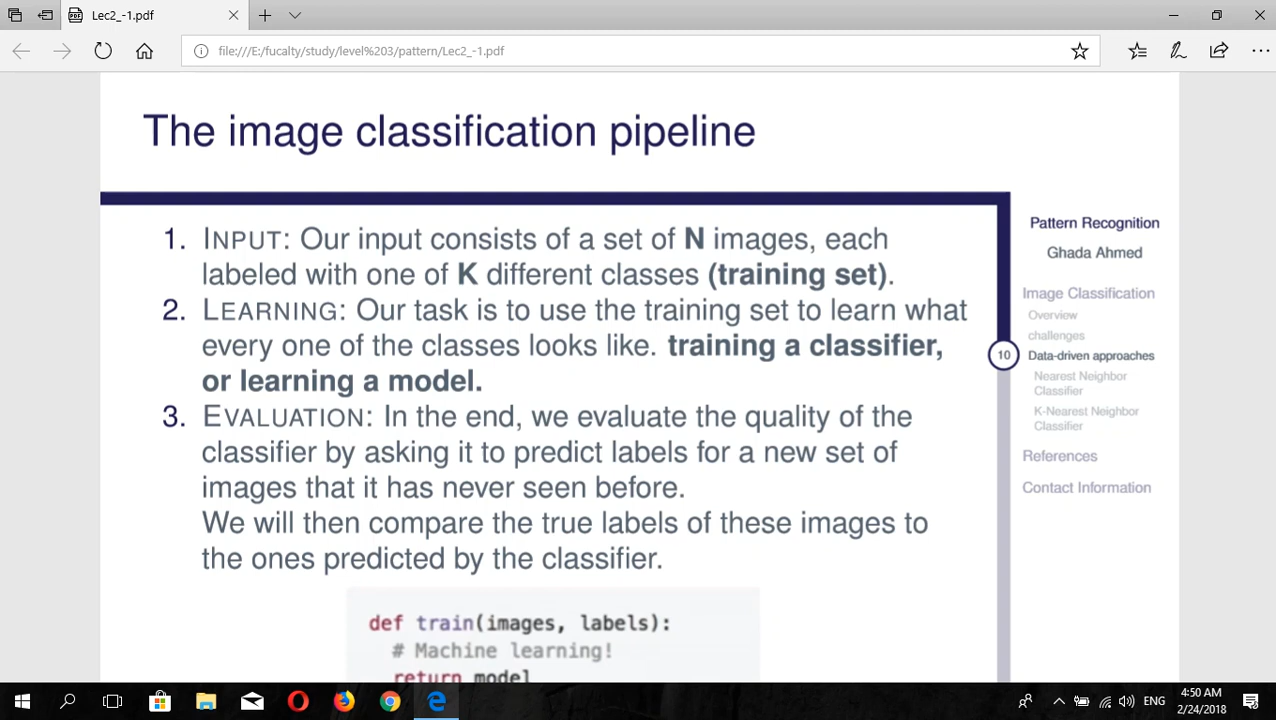 Lec2_-1.pdf
file:///E:/fucalty/study/level%203/pattern/Lec2_-1.pdf
The image classification pipeline
1. INPUT: Our input consists of a set of N images, each
labeled with one of K different classes (training set).
2. LEARNING: Our task is to use the training set to learn what
every one of the classes looks like. training a classifier,
or learning a model.
3. EVALUATION: In the end, we evaluate the quality of the
classifier by asking it to predict labels for a new set of
images that it has never seen before.
We will then compare the true labels of these images to
the ones predicted by the classifier.
def train(images, labels):
# Machine learning!
return model
Pattern Recognition
Ghada Ahmed
Image Classification
Overview
challenges
10
Data-driven approaches
Nearest Neighbor
Classifier
K-Nearest Neighbor
Classifier
References
Contact Information
ENG
4:50 AM
2/24/2018